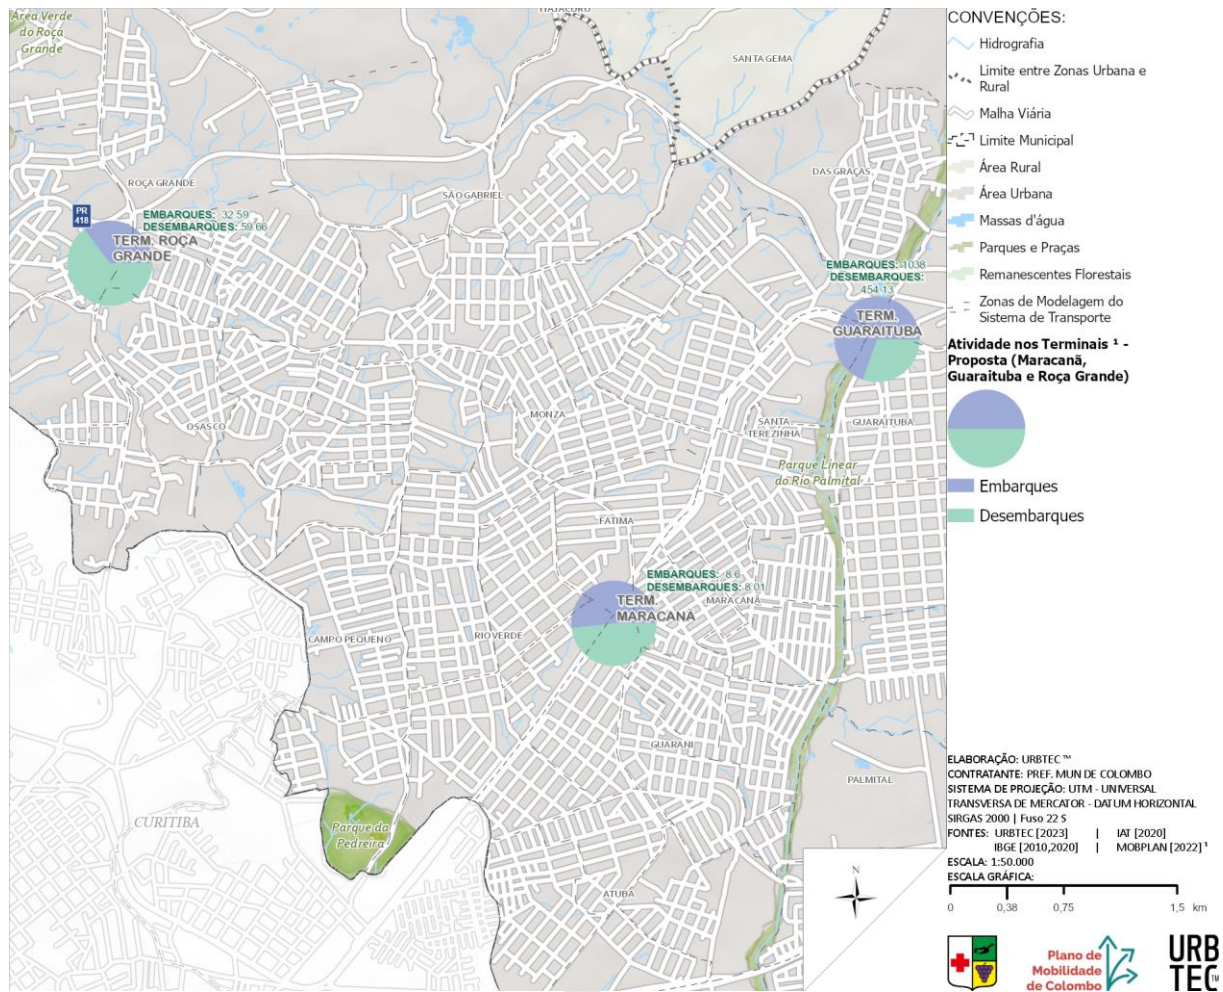 ITAJACURU
Área Verde
do Roça
Grande
SANTA GEMA
DAS GRAÇAS
ROÇA GRANDE
SÃO GABRIEL
PR
418
EMBARQUES: 32.59
DESEMBARQUES: 59.66
TERM. ROÇA
GRANDE
EMBARQUES: 1038
DESEMBARQUES:
454.13
TERM.
GUARAITUBA
OSASCO
MONZA
SANTA
TEREZINHA
GUARAITUBA
Parque Linear
do Rio Palmital
FÁTIMA
EMBARQUES: 8.6
DESEMBARQUES: 8.01
TERM.
MARACANÃ
MARACANÃ
CAMPO PEQUENO
RIO VERDE
GUARANI
PALMITAL
CURITIBA
Parque da
Pedreira
ATUBA
N
CONVENÇÕES:
Hidrografia
Limite entre Zonas Urbana e
Rural
Malha Viária
Limite Municipal
Área Rural
Área Urbana
Massas d'água
Parques e Praças
Remanescentes Florestais
Zonas de Modelagem do
Sistema de Transporte
Atividade nos Terminais ¹ -
Proposta (Maracanã,
Guaraituba e Roça Grande)
Embarques
Desembarques
ELABORAÇÃO: URBTEC ™
CONTRATANTE: PREF. MUN DE COLOMBO
SISTEMA DE PROJEÇÃO: UTM - UNIVERSAL
TRANSVERSA DE MERCATOR - DATUM HORIZONTAL
SIRGAS 2000 | Fuso 22 S
FONTES: URBTEC [2023] | IAT [2020]
IBGE [2010,2020] | MOBPLAN [2022] ¹
ESCALA: 1:50.000
ESCALA GRÁFICA:
0 0,38 0,75 1,5 km
Plano de
Mobilidade
de Colombo
URB
TEC™